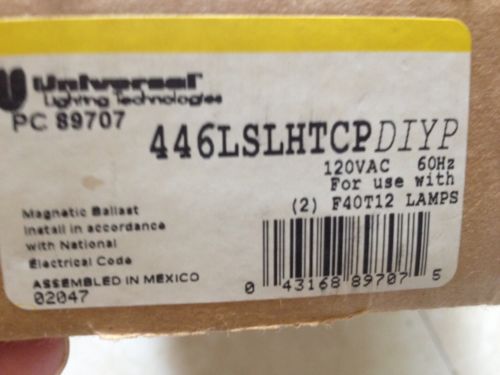 Universal
Lighting Technologies
PC 89707
446LSLHTCPDIYP
120VAC 60Hz
For use with
(2) F40T12 LAMPS
Magnetic Ballast
Install in accordance
with National
Electrical Code
ASSEMBLED IN MEXICO
02047
0 43168 89707 5